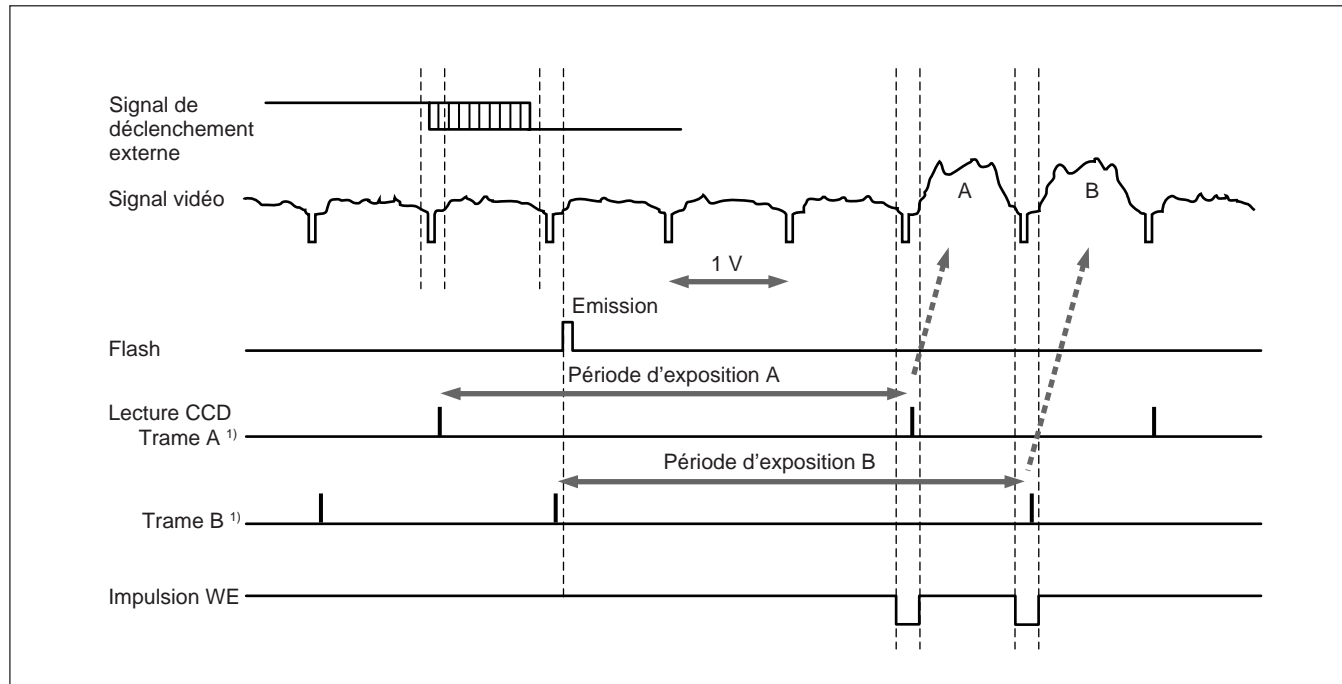 Signal de
déclenchement
externe
Signal vidéo
A
B
1 V
Emission
Flash
Période d'exposition A
Lecture CCD
Trame A 1)
Période d'exposition B
Trame B 1)
Impulsion WE